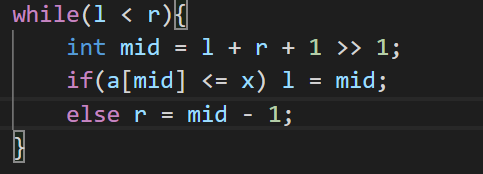 while(l < r){
    int mid = l + r + 1 >> 1;
    if(a[mid] <= x) l = mid;
    else r = mid - 1;
}